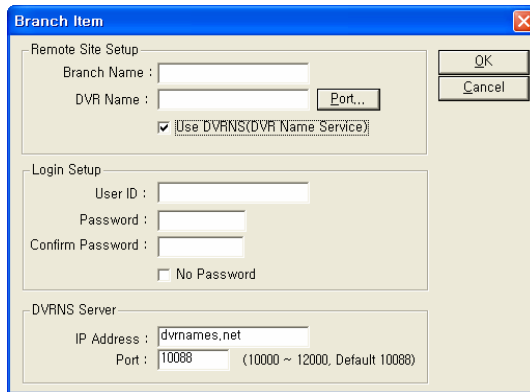 Branch Item
Remote Site Setup
Branch Name :
DVR Name :
Port...
Use DVRNS(DVR Name Service)
OK
Cancel
Login Setup
User ID :
Password :
Confirm Password :
No Password
DVRNS Server
IP Address : dvrnames,net
Port : 10088 (10000 ~ 12000, Default 10088)